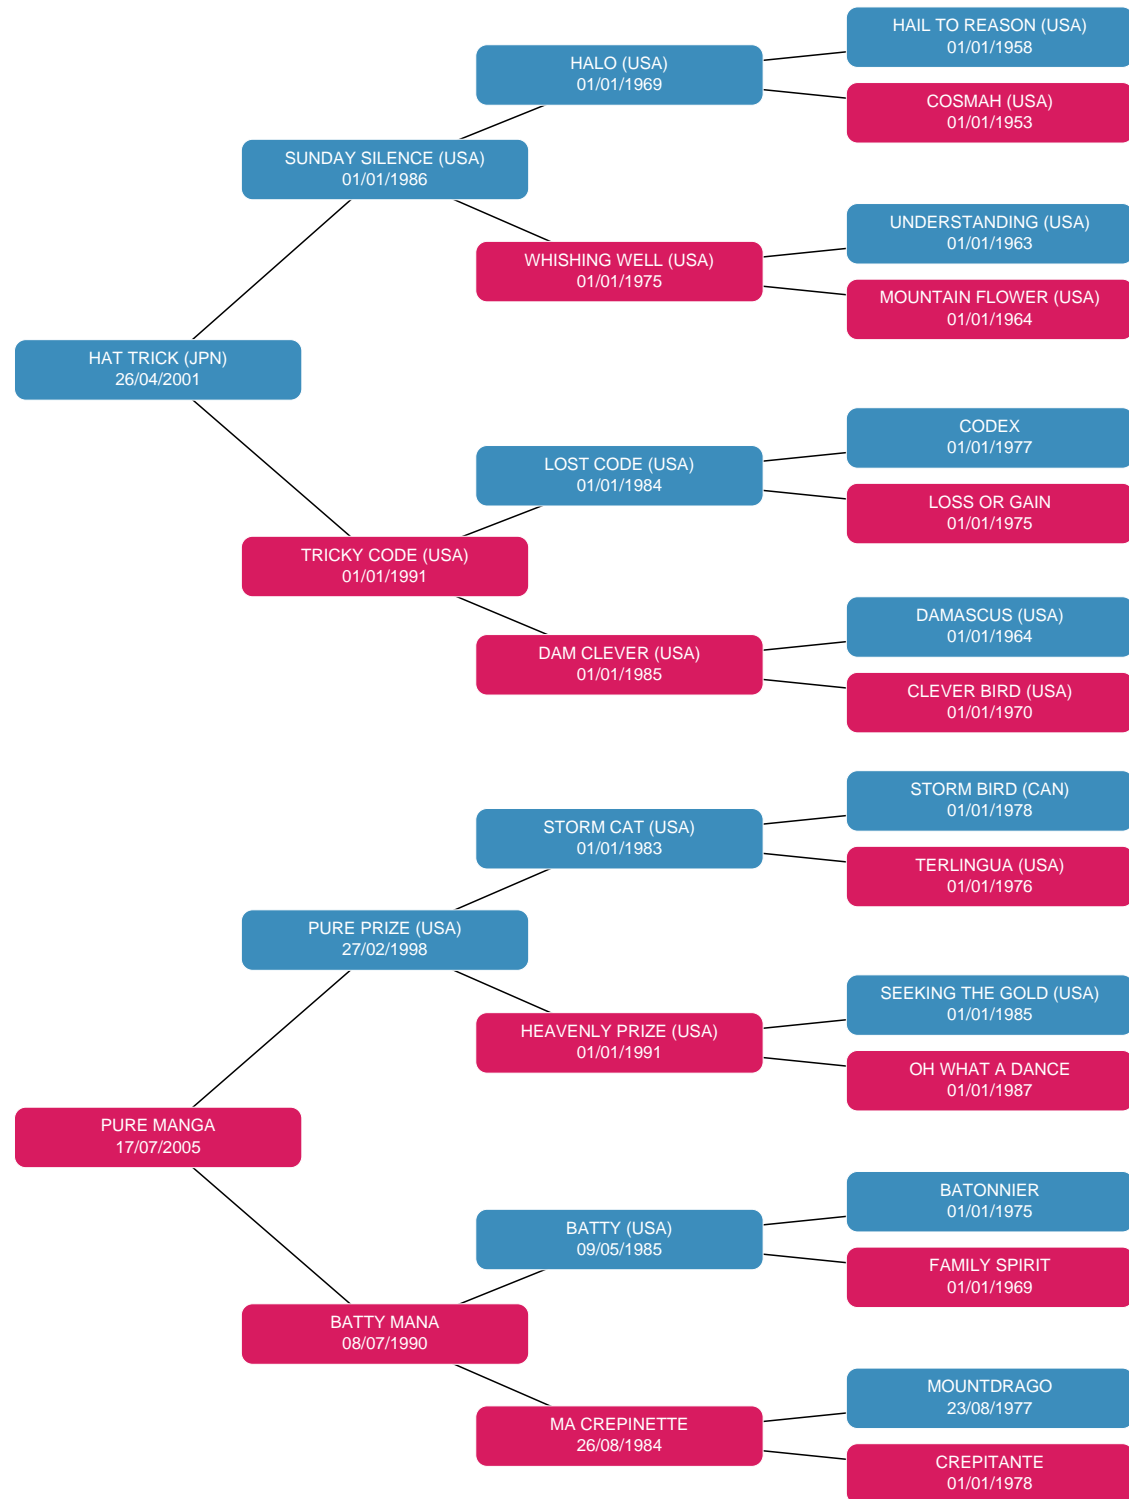 HAIL TO REASON (USA)
01/01/1958
HALO (USA)
01/01/1969
COSMAH (USA)
01/01/1953
SUNDAY SILENCE (USA)
01/01/1986
UNDERSTANDING (USA)
01/01/1963
WHISHING WELL (USA)
01/01/1975
MOUNTAIN FLOWER (USA)
01/01/1964
HAT TRICK (JPN)
26/04/2001
CODEX
01/01/1977
LOST CODE (USA)
01/01/1984
LOSS OR GAIN
01/01/1975
TRICKY CODE (USA)
01/01/1991
DAMASCUS (USA)
01/01/1964
DAM CLEVER (USA)
01/01/1985
CLEVER BIRD (USA)
01/01/1970
STORM BIRD (CAN)
01/01/1978
STORM CAT (USA)
01/01/1983
TERLINGUA (USA)
01/01/1976
PURE PRIZE (USA)
27/02/1998
SEEKING THE GOLD (USA)
01/01/1985
HEAVENLY PRIZE (USA)
01/01/1991
OH WHAT A DANCE
01/01/1987
PURE MANGA
17/07/2005
BATONNIER
01/01/1975
BATTY (USA)
09/05/1985
FAMILY SPIRIT
01/01/1969
BATTY MANA
08/07/1990
MOUNTDRAGO
23/08/1977
MA CREPINETTE
26/08/1984
CREPITANTE
01/01/1978